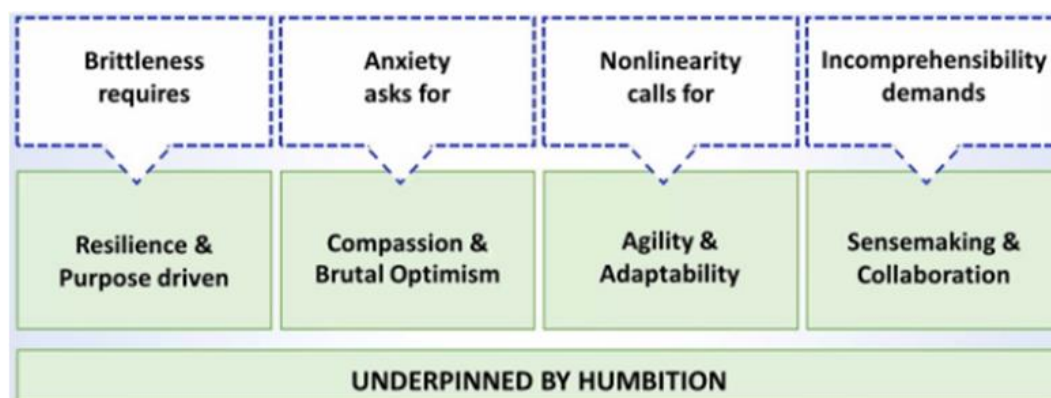 Brittleness
requires
Anxiety
asks for
Nonlinearity
calls for
Incomprehensibility
demands
Resilience &
Purpose driven
Compassion &
Brutal Optimism
Agility &
Adaptability
Sensemaking &
Collaboration
UNDERPINNED BY HUMBITION